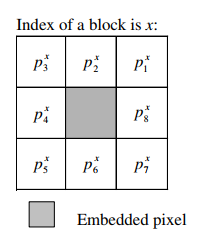 Index of a block is x:
p₃ˣ p₂ˣ p₁ˣ
p₄ˣ p₈ˣ
p₅ˣ p₆ˣ p₇ˣ
Embedded pixel